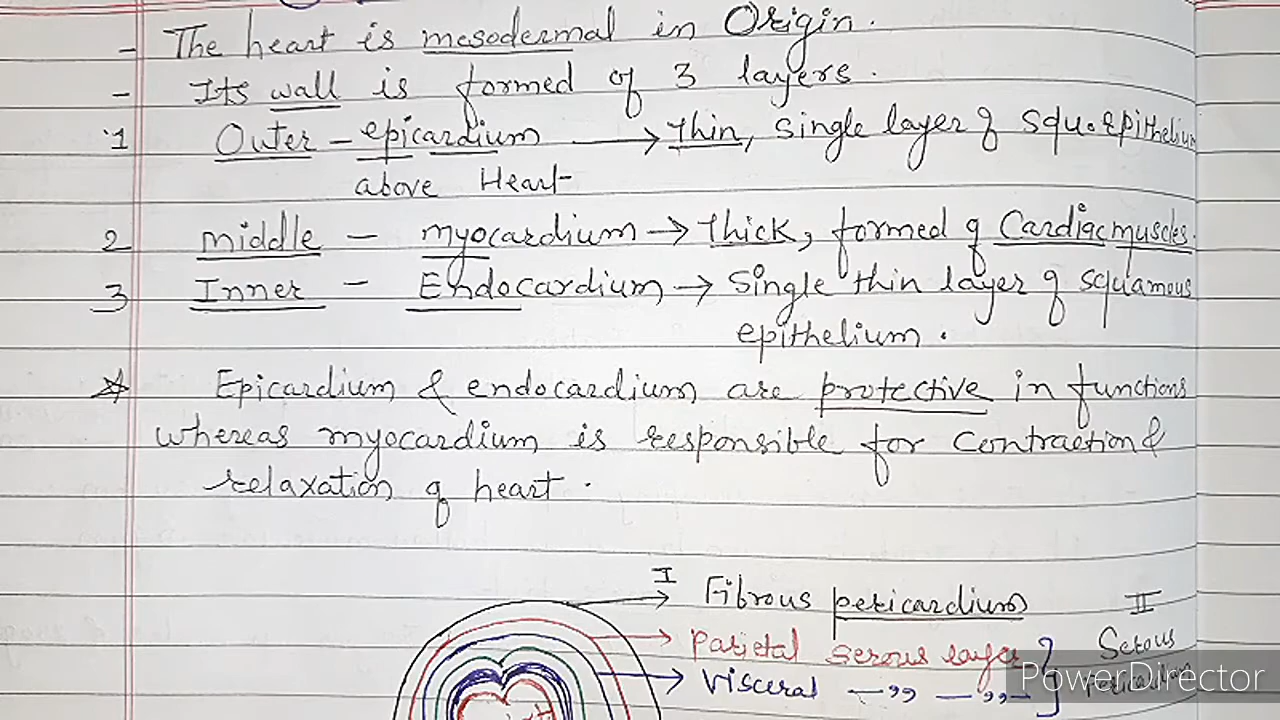 - The heart is mesodermal in Origin.
- Its wall is formed of 3 layers.
1 Outer - epicardium → thin, single layer of squ. Epithelium
above Heart
2 middle - myocardium → thick, formed of Cardiac muscles.
3 Inner - Endocardium → single thin layer of squamous
epithelium.
☆ Epicardium & endocardium are protective in functions
whereas myocardium is responsible for contraction &
relaxation of heart.
I → Fibrous pericardium II
→ Parietal serous layer } Serous
→ visceral —,,— —,,— pericardium
PowerDirector